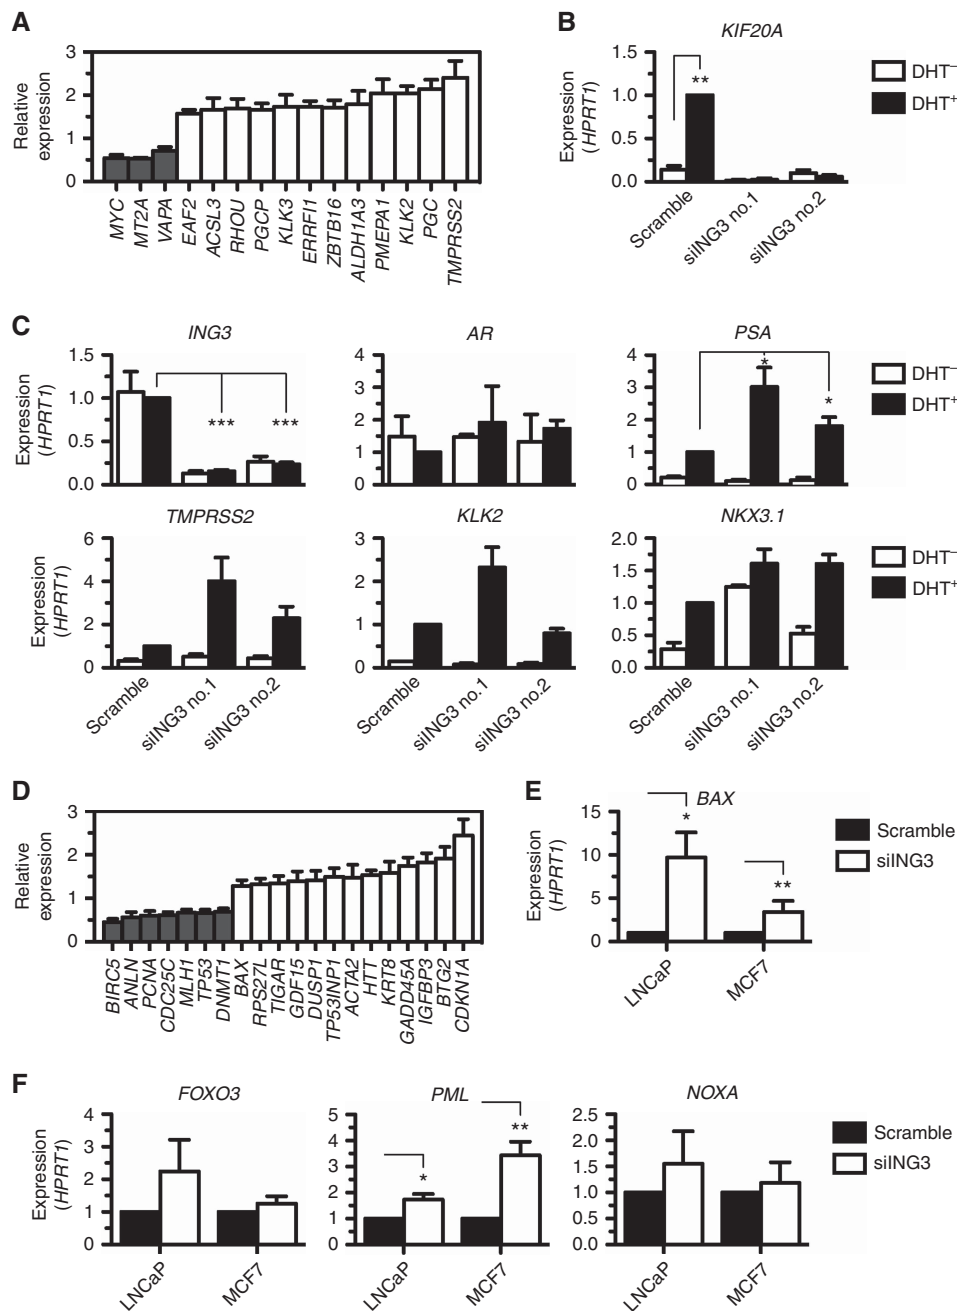 A
Relative
expression
3
2
1
0
MYC
MT2A
VAPA
EAF2
ACSL3
RHOU
PGCP
KLK3
ERRFI1
ZBTB16
ALDH1A3
PMEPA1
KLK2
PGC
TMPRSS2
B
KIF20A
Expression
(HPRT1)
1.5
1.0
0.5
0.0
**
Scramble
siING3 no.1
siING3 no.2
DHT–
DHT+
C
ING3
Expression
(HPRT1)
1.5
1.0
0.5
0.0
***
***
AR
4
3
2
1
0
PSA
4
3
2
1
0
*
*
DHT–
DHT+
TMPRSS2
Expression
(HPRT1)
6
4
2
0
Scramble
siING3 no.1
siING3 no.2
KLK2
3
2
1
0
Scramble
siING3 no.1
siING3 no.2
NKX3.1
2.0
1.5
1.0
0.5
0.0
Scramble
siING3 no.1
siING3 no.2
DHT–
DHT+
D
Relative
expression
3
2
1
0
BIRC5
ANLN
PCNA
CDC25C
MLH1
TP53
DNMT1
BAX
RPS27L
TIGAR
GDF15
DUSP1
TP53INP1
ACTA2
HTT
KRT8
GADD45A
IGFBP3
BTG2
CDKN1A
E
BAX
Expression
(HPRT1)
15
10
5
0
*
**
LNCaP
MCF7
Scramble
siING3
F
FOXO3
Expression
(HPRT1)
4
3
2
1
0
LNCaP
MCF7
PML
5
4
3
2
1
0
*
**
LNCaP
MCF7
NOXA
2.5
2.0
1.5
1.0
0.5
0.0
LNCaP
MCF7
Scramble
siING3